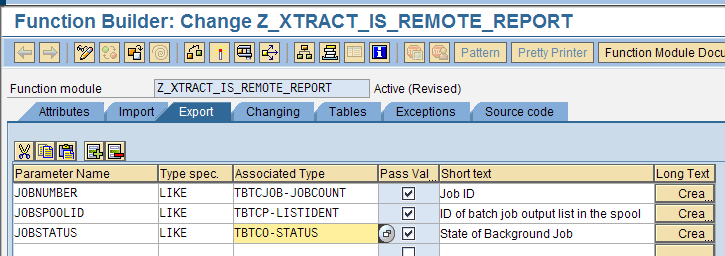 Function Builder: Change Z_XTRACT_IS_REMOTE_REPORT
Pattern Pretty Printer Function Module Docu
Function module Z_XTRACT_IS_REMOTE_REPORT Active (Revised)
Attributes Import Export Changing Tables Exceptions Source code
Parameter Name Type spec. Associated Type Pass Val... Short text Long Text
JOBNUMBER LIKE TBTCJOB-JOBCOUNT Job ID Crea...
JOBSPOOLID LIKE TBTCP-LISTIDENT ID of batch job output list in the spool Crea...
JOBSTATUS LIKE TBTCO-STATUS State of Background Job Crea...